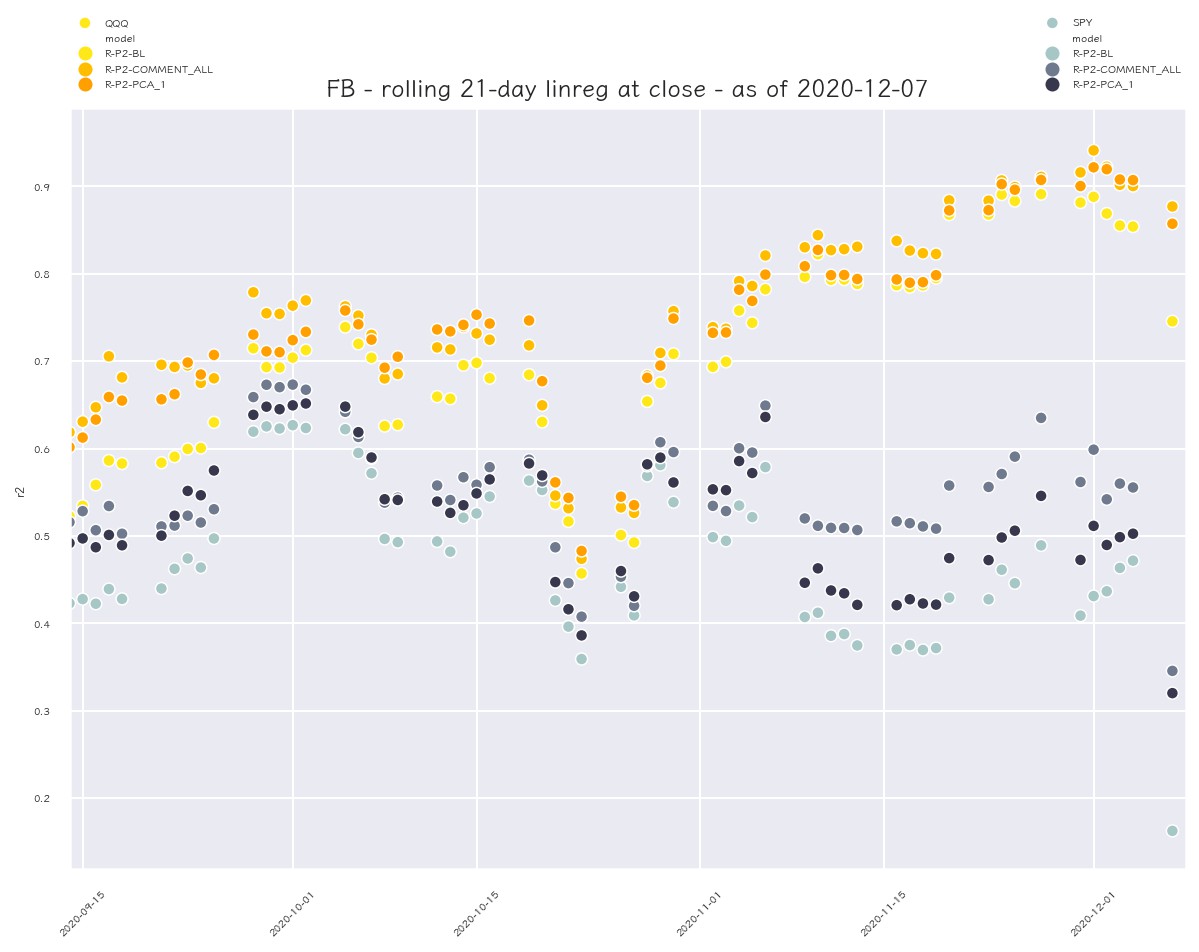 QQQ
model
R-P2-BL
R-P2-COMMENT_ALL
R-P2-PCA_1
SPY
model
R-P2-BL
R-P2-COMMENT_ALL
R-P2-PCA_1
FB - rolling 21-day linreg at close - as of 2020-12-07
0.9
0.8
0.7
0.6
0.5
0.4
0.3
0.2
r2
2020-09-15
2020-10-01
2020-10-15
2020-11-01
2020-11-15
2020-12-01